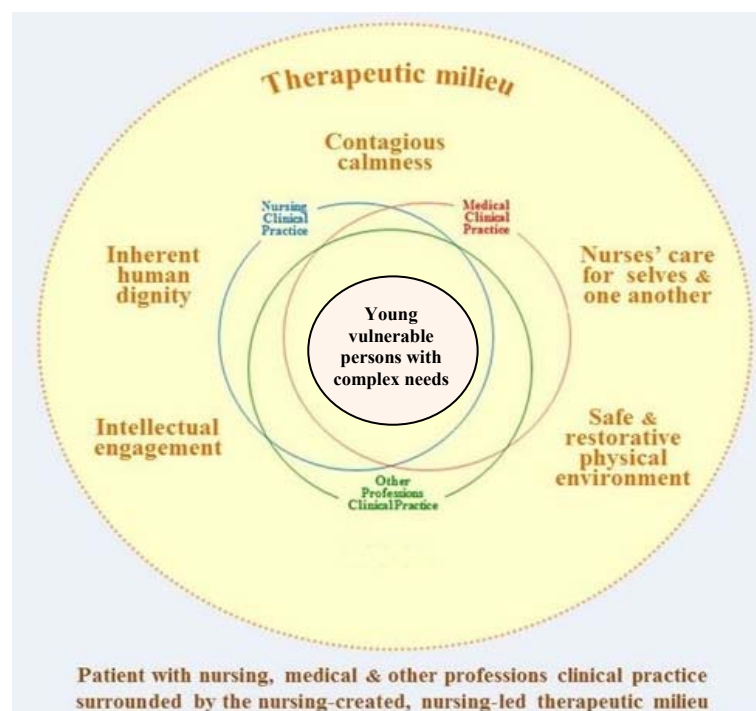 Therapeutic milieu
Contagious
calmness
Nursing
Clinical
Practice
Medical
Clinical
Practice
Inherent
human
dignity
Nurses' care
for selves &
one another
Young
vulnerable
persons with
complex needs
Intellectual
engagement
Safe &
restorative
physical
environment
Other
Professions
Clinical Practice
Patient with nursing, medical & other professions clinical practice
surrounded by the nursing-created, nursing-led therapeutic milieu